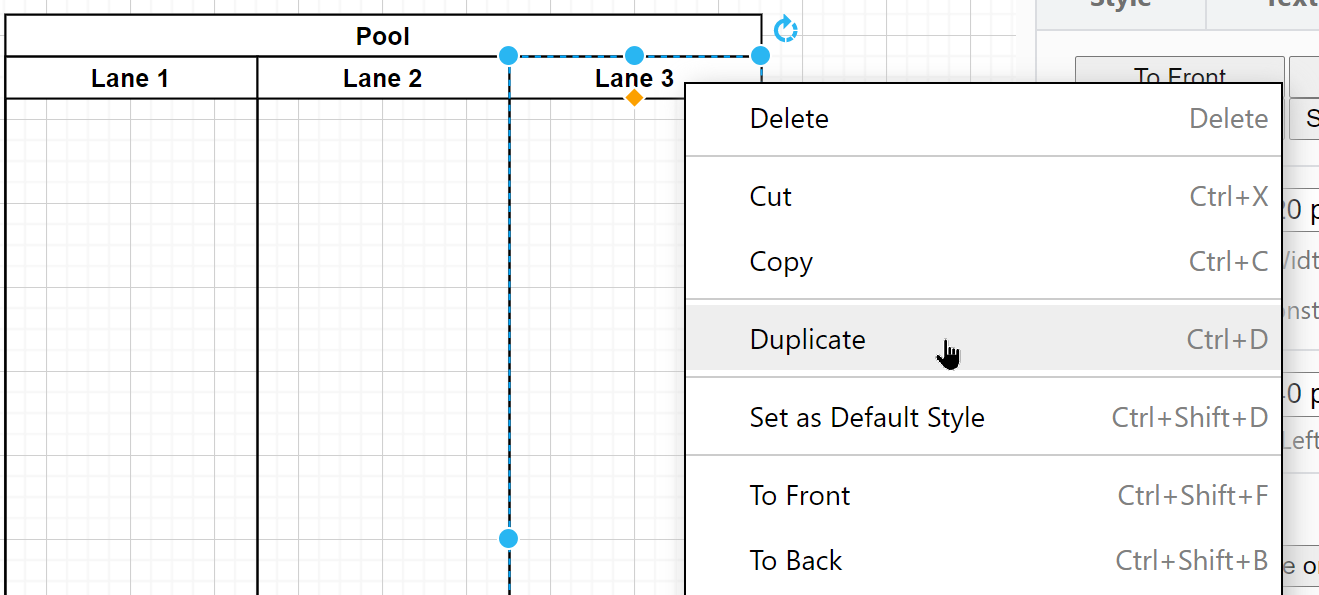 Style
Pool
Lane 1 Lane 2 Lane 3
To Front
Delete Delete
Cut Ctrl+X
Copy Ctrl+C
Duplicate Ctrl+D
Set as Default Style Ctrl+Shift+D
Left
To Front Ctrl+Shift+F
To Back Ctrl+Shift+B